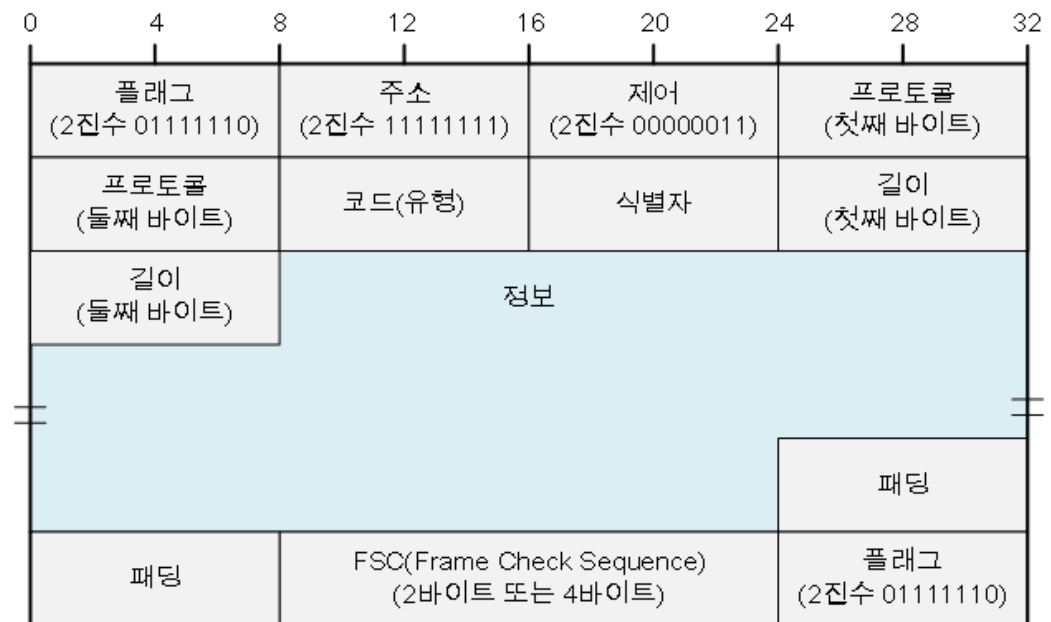 0 4 8 12 16 20 24 28 32
플래그
(2진수 01111110)
주소
(2진수 11111111)
제어
(2진수 00000011)
프로토콜
(첫째 바이트)
프로토콜
(둘째 바이트)
코드(유형)
식별자
길이
(첫째 바이트)
길이
(둘째 바이트)
정보
패딩
패딩
FSC(Frame Check Sequence)
(2바이트 또는 4바이트)
플래그
(2진수 01111110)